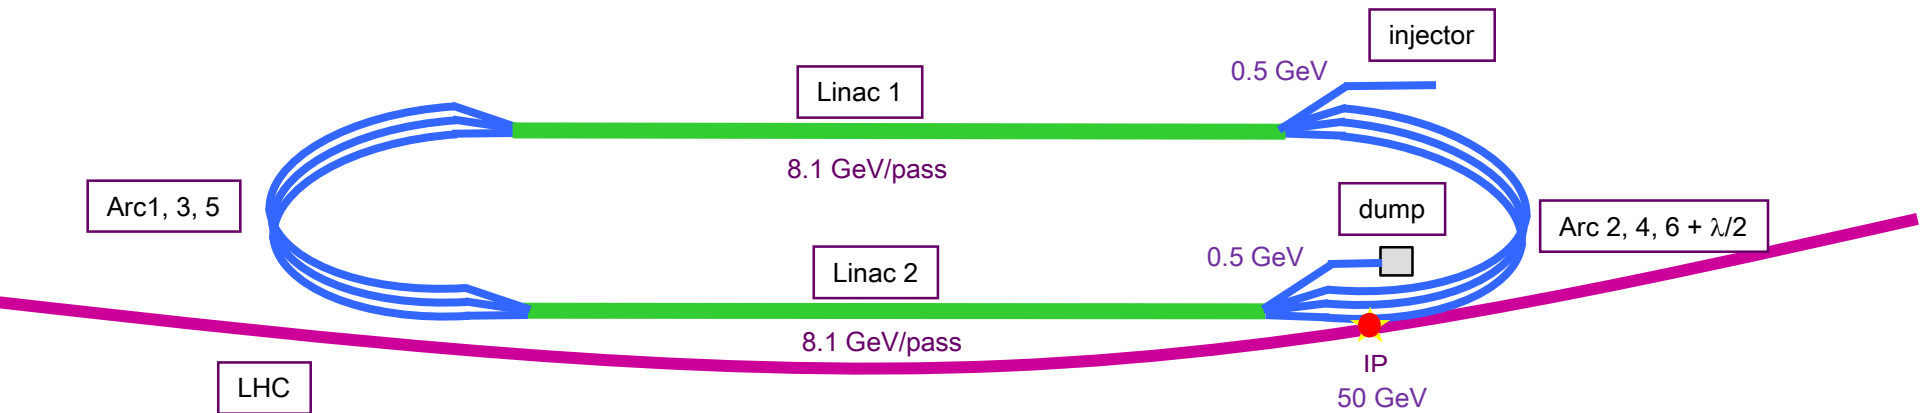 injector
0.5 GeV
Linac 1
8.1 GeV/pass
Arc1, 3, 5
dump
Arc 2, 4, 6 + λ/2
0.5 GeV
Linac 2
8.1 GeV/pass
IP
LHC
50 GeV